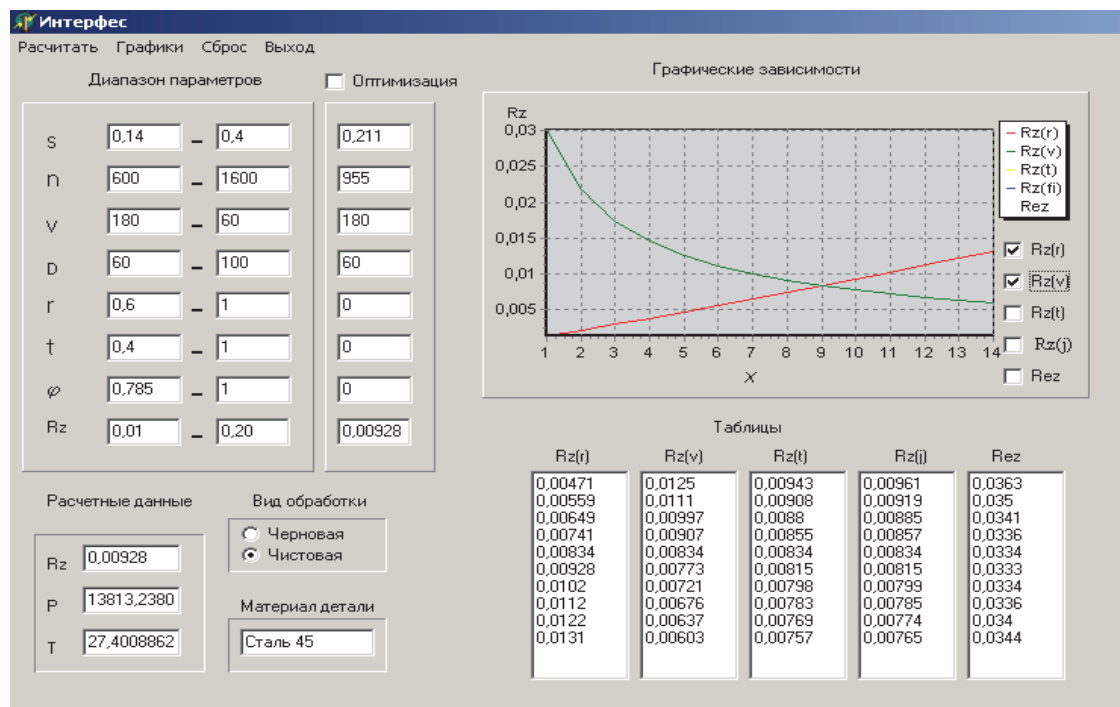 Интерфес
Расчитать Графики Сброс Выход
Диапазон параметров
Оптимизация
s 0,14 – 0,4 0,211
n 600 – 1600 955
v 180 – 60 180
D 60 – 100 60
r 0,6 – 1 0
t 0,4 – 1 0
φ 0,785 – 1 0
Rz 0,01 – 0,20 0,00928
Графические зависимости
Rz
0,03
0,025
0,02
0,015
0,01
0,005
1 2 3 4 5 6 7 8 9 10 11 12 13 14
X
Rz(r)
Rz(v)
Rz(t)
Rz(fi)
Rez
Rz(r)
Rz(v)
Rz(t)
Rz(j)
Rez
Расчетные данные
Rz 0,00928
P 13813,2380
T 27,4008862
Вид обработки
Черновая
Чистовая
Материал детали
Сталь 45
Таблицы
Rz(r) Rz(v) Rz(t) Rz(j) Rez
0,00471 0,0125 0,00943 0,00961 0,0363
0,00559 0,0111 0,00908 0,00919 0,035
0,00649 0,00997 0,0088 0,00885 0,0341
0,00741 0,00907 0,00855 0,00857 0,0336
0,00834 0,00834 0,00834 0,00834 0,0334
0,00928 0,00773 0,00815 0,00815 0,0333
0,0102 0,00721 0,00798 0,00799 0,0334
0,0112 0,00676 0,00783 0,00785 0,0336
0,0122 0,00637 0,00769 0,00774 0,034
0,0131 0,00603 0,00757 0,00765 0,0344